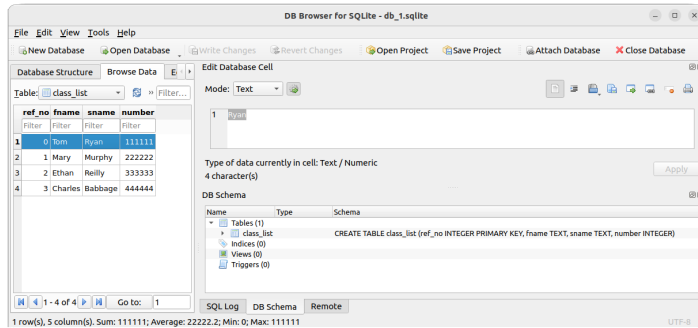 DB Browser for SQLite - db_1.sqlite
File Edit View Tools Help
New Database Open Database Write Changes Revert Changes Open Project Save Project Attach Database Close Database
Database Structure Browse Data
Table: class_list » Filter...
ref_no fname sname number
Filter Filter Filter Filter
1 0 Tom Ryan 111111
2 1 Mary Murphy 222222
3 2 Ethan Reilly 333333
4 3 Charles Babbage 444444
1 - 4 of 4 Go to: 1
Edit Database Cell
Mode: Text
1 Ryan
Type of data currently in cell: Text / Numeric
4 character(s)
Apply
DB Schema
Name Type Schema
Tables (1)
class_list CREATE TABLE class_list (ref_no INTEGER PRIMARY KEY, fname TEXT, sname TEXT, number INTEGER)
Indices (0)
Views (0)
Triggers (0)
SQL Log DB Schema Remote
1 row(s), 5 column(s). Sum: 111111; Average: 22222.2; Min: 0; Max: 111111 UTF-8